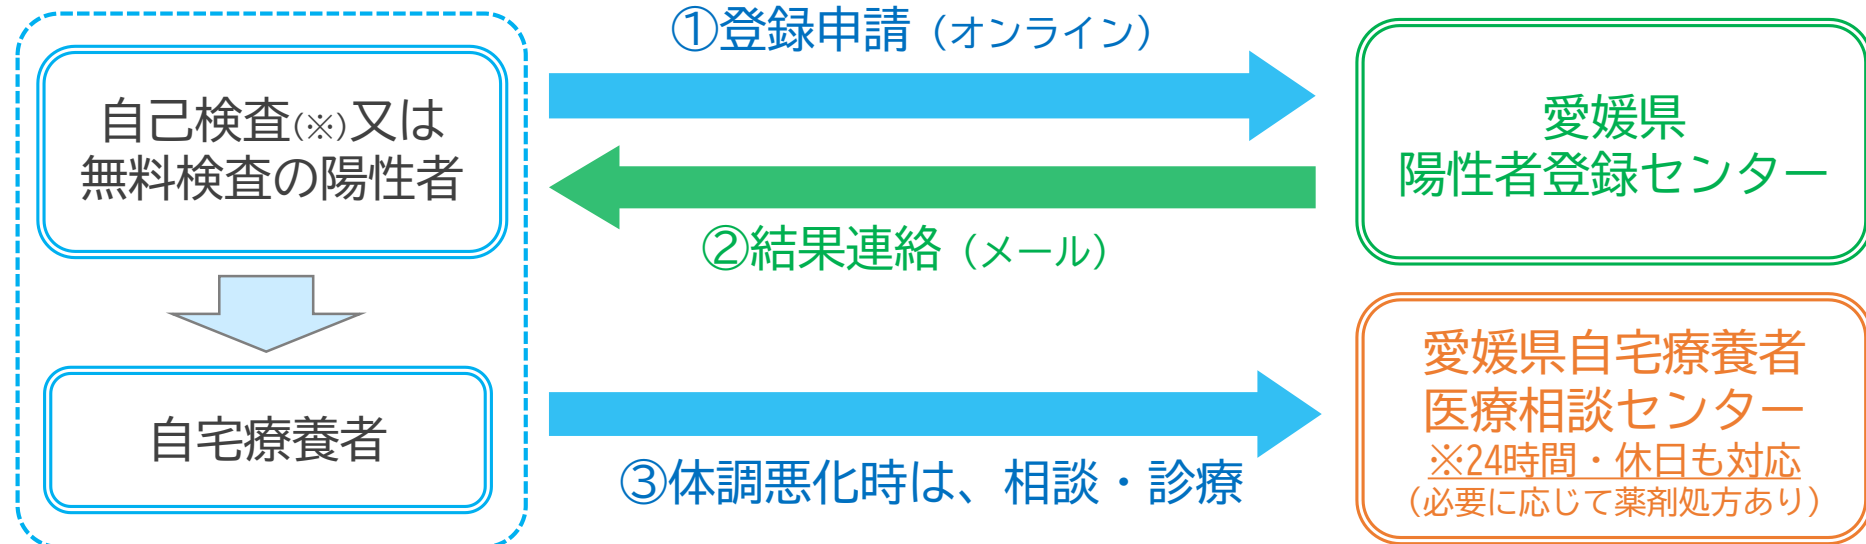 ①登録申請（オンライン）
自己検査(※)又は
無料検査の陽性者
愛媛県
陽性者登録センター
②結果連絡（メール）
自宅療養者
③体調悪化時は、相談・診療
愛媛県自宅療養者
医療相談センター
※24時間・休日も対応
（必要に応じて薬剤処方あり）